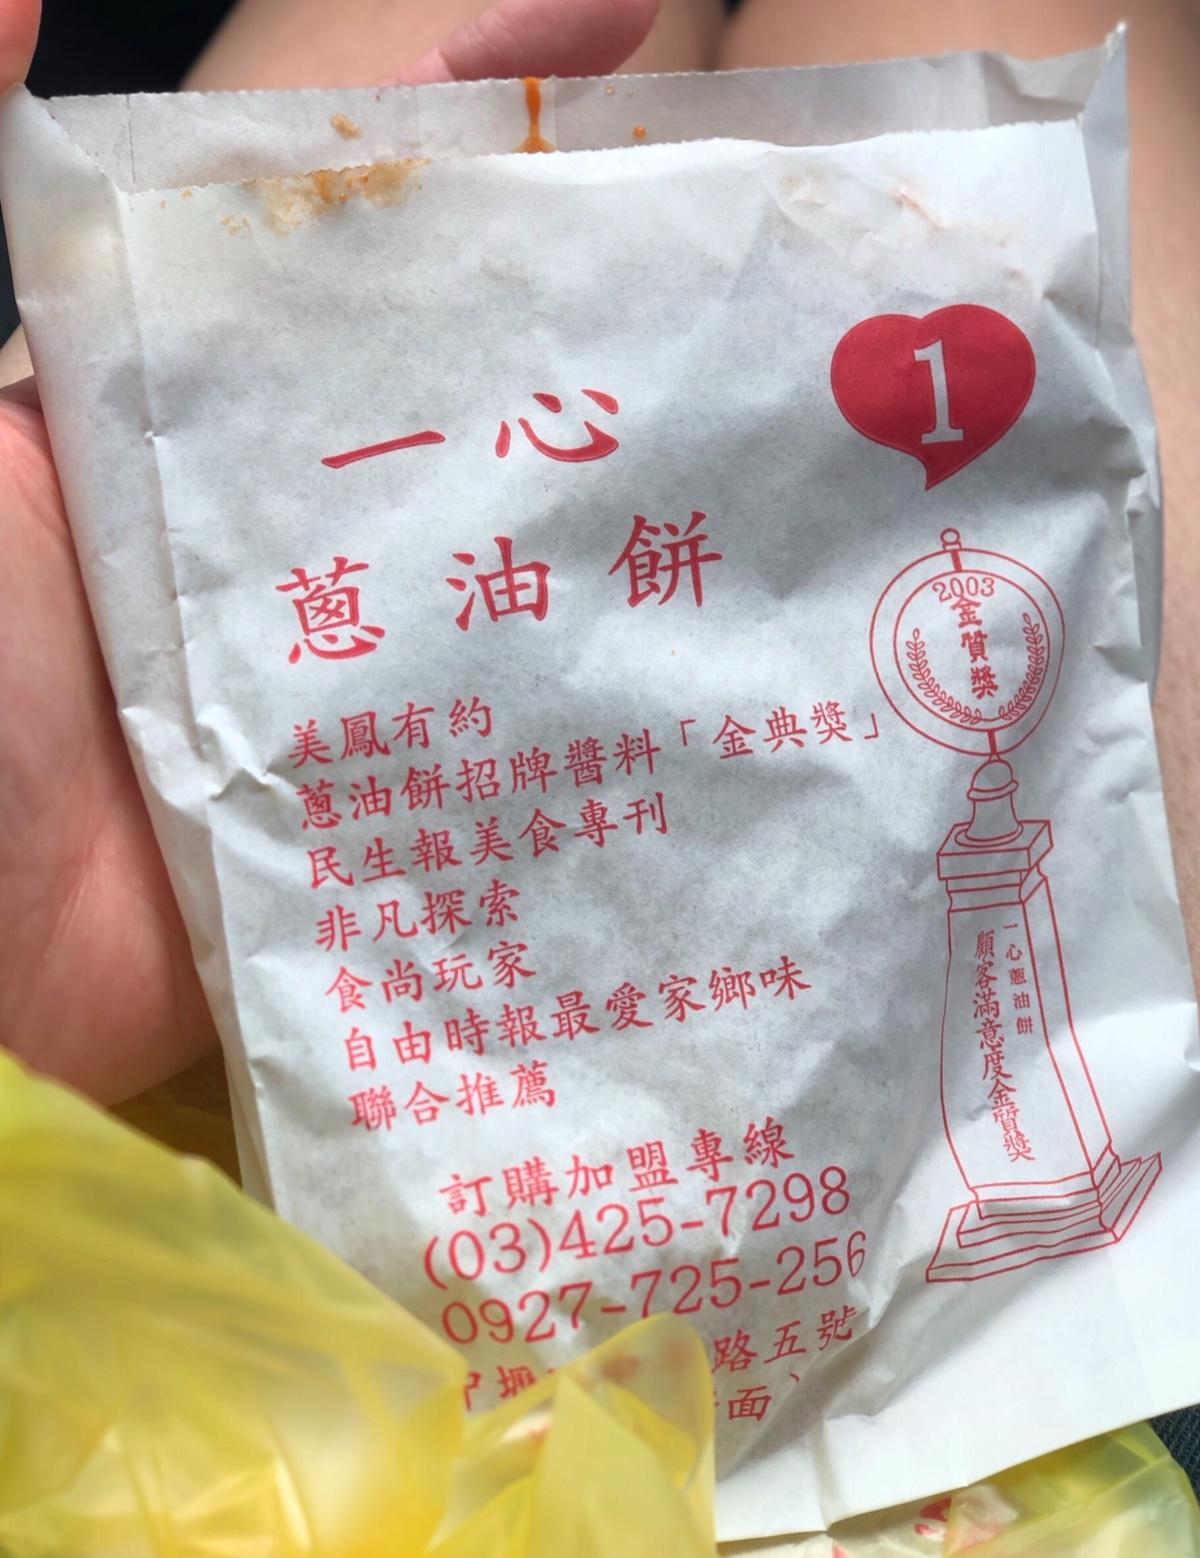 1
一心
蔥油餅
2003
金質獎
美鳳有約
蔥油餅招牌醬料「金典獎」
民生報美食專刊
非凡探索
食尚玩家
自由時報最愛家鄉味
聯合推薦
一心蔥油餅
顧客滿意度金質獎
訂購加盟專線
(03)425-7298
0927-725-256
路五號
面